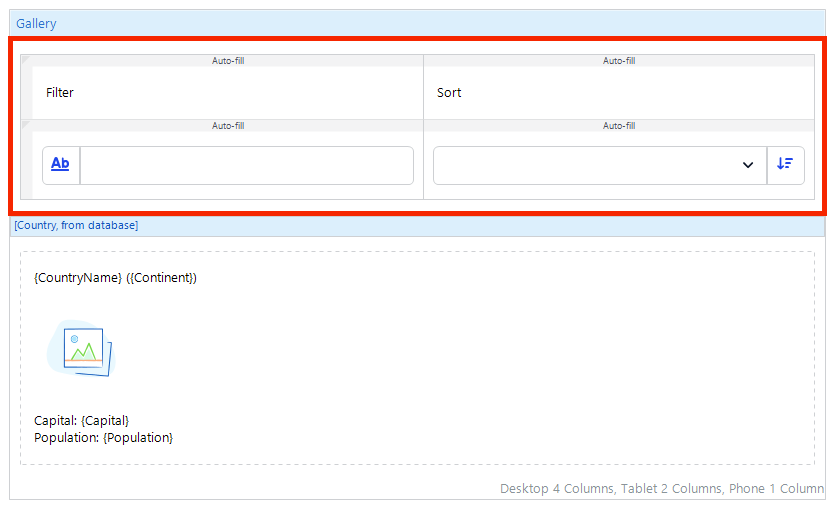 Gallery
Auto-fill Auto-fill
Filter Sort
Auto-fill Auto-fill
Ab
[Country, from database]
{CountryName} ({Continent})
Capital: {Capital}
Population: {Population}
Desktop 4 Columns, Tablet 2 Columns, Phone 1 Column